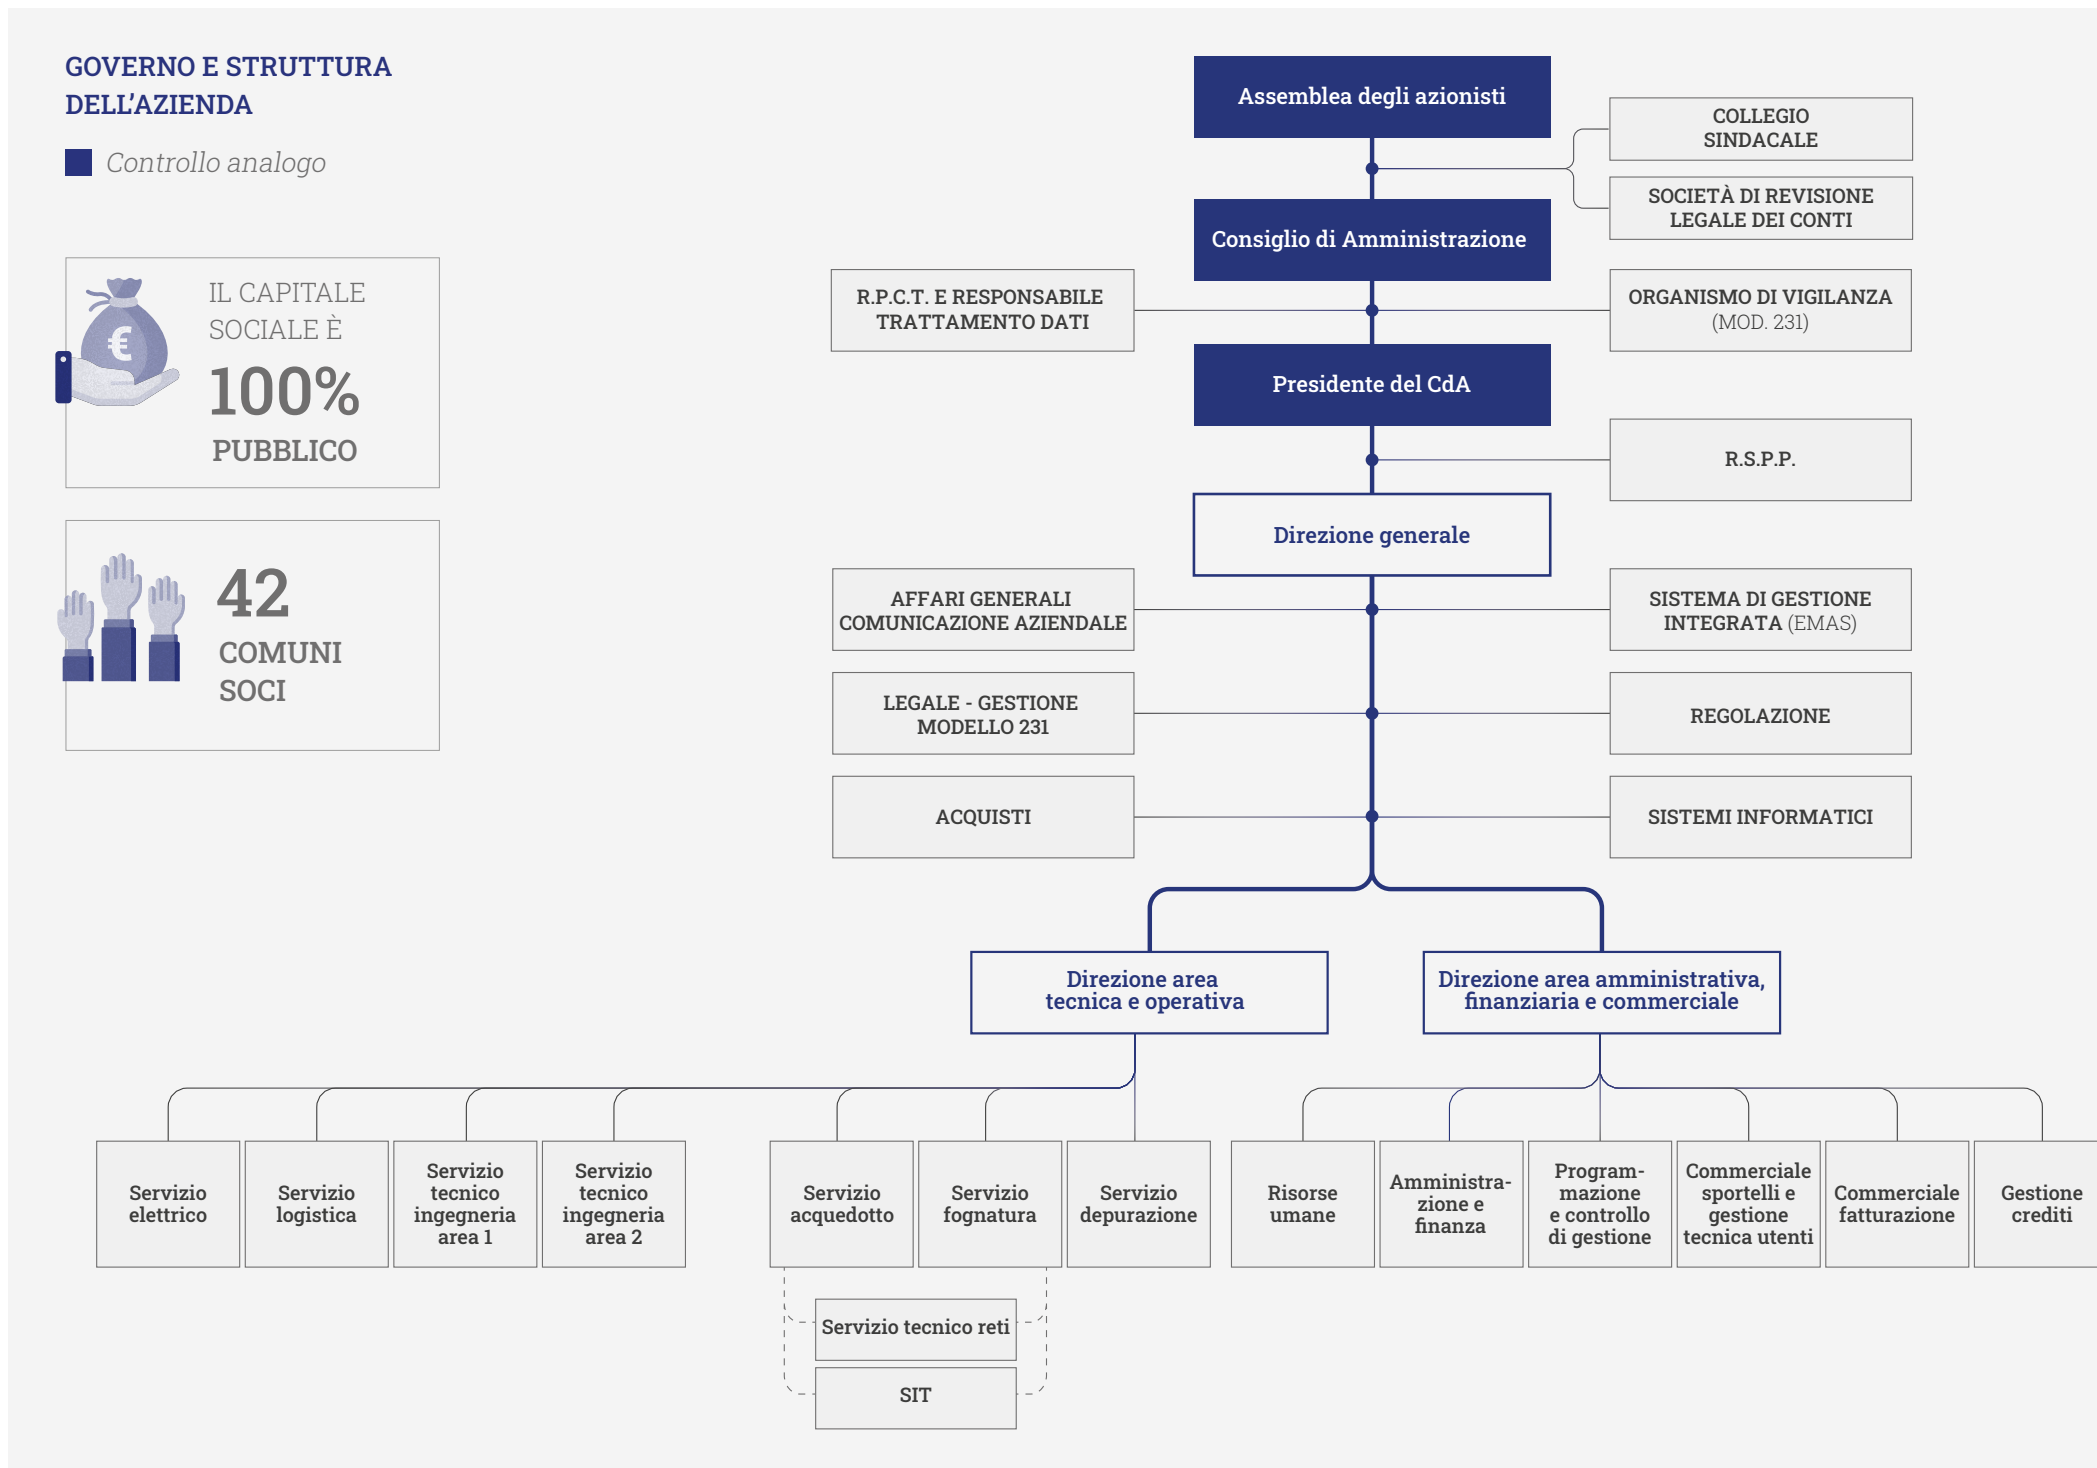 GOVERNO E STRUTTURA
DELL'AZIENDA
Controllo analogo
IL CAPITALE
SOCIALE È
100%
PUBBLICO
42
COMUNI
SOCI
Assemblea degli azionisti
COLLEGIO
SINDACALE
SOCIETÀ DI REVISIONE
LEGALE DEI CONTI
Consiglio di Amministrazione
R.P.C.T. E RESPONSABILE
TRATTAMENTO DATI
ORGANISMO DI VIGILANZA
(MOD. 231)
Presidente del CdA
R.S.P.P.
Direzione generale
AFFARI GENERALI
COMUNICAZIONE AZIENDALE
SISTEMA DI GESTIONE
INTEGRATA (EMAS)
LEGALE - GESTIONE
MODELLO 231
REGOLAZIONE
ACQUISTI
SISTEMI INFORMATICI
Direzione area
tecnica e operativa
Direzione area amministrativa,
finanziaria e commerciale
Servizio
elettrico
Servizio
logistica
Servizio
tecnico
ingegneria
area 1
Servizio
tecnico
ingegneria
area 2
Servizio
acquedotto
Servizio
fognatura
Servizio
depurazione
Risorse
umane
Amministra-
zione e
finanza
Program-
mazione
e controllo
di gestione
Commerciale
sportelli e
gestione
tecnica utenti
Commerciale
fatturazione
Gestione
crediti
Servizio tecnico reti
SIT
€